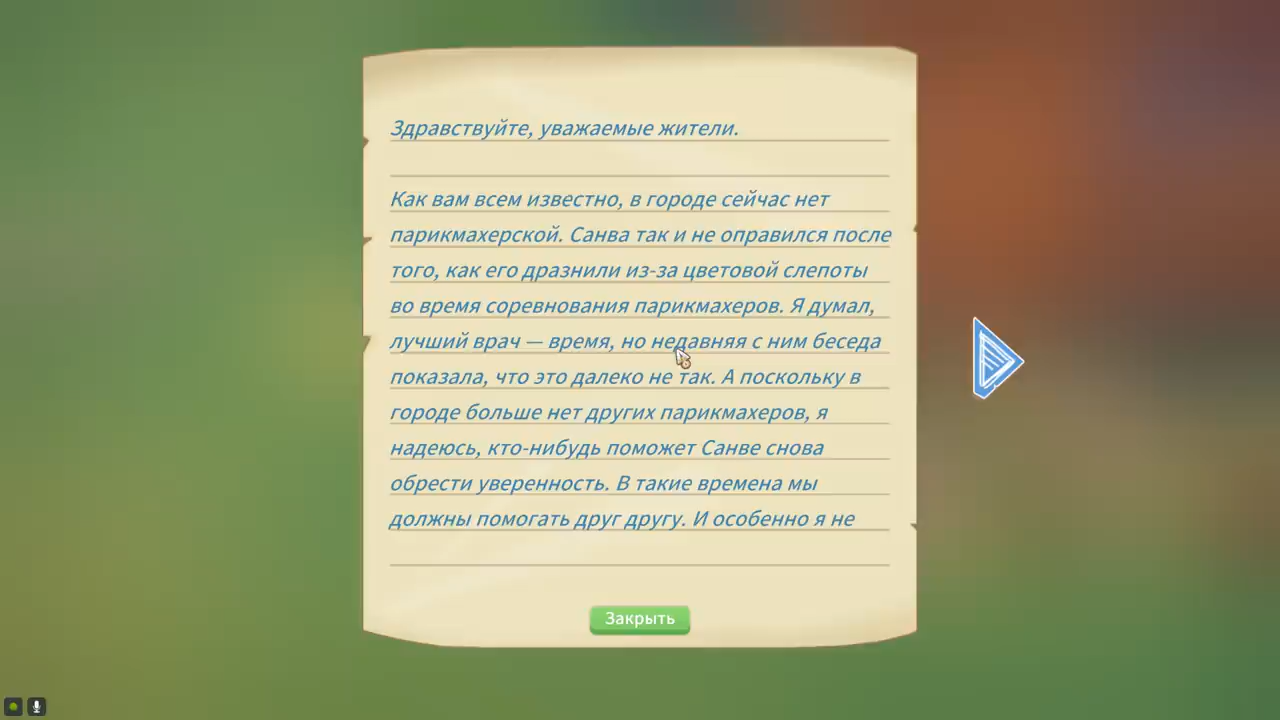 Здравствуйте, уважаемые жители.
Как вам всем известно, в городе сейчас нет
парикмахерской. Санва так и не оправился после
того, как его дразнили из-за цветовой слепоты
во время соревнования парикмахеров. Я думал,
лучший врач — время, но недавняя с ним беседа
показала, что это далеко не так. А поскольку в
городе больше нет других парикмахеров, я
надеюсь, кто-нибудь поможет Санве снова
обрести уверенность. В такие времена мы
должны помогать друг другу. И особенно я не
Закрыть